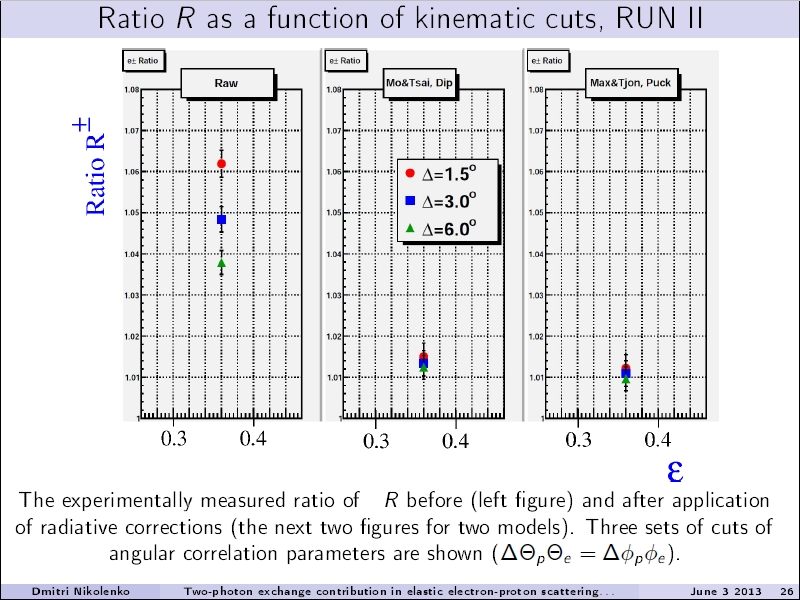 Ratio R as a function of kinematic cuts, RUN II
e± Ratio
e± Ratio
e± Ratio
Raw
Mo&Tsai, Dip
Max&Tjon, Puck
Ratio R±
1.08
1.07
1.06
1.05
1.04
1.03
1.02
1.01
1
0.3 0.4
1.08
1.07
1.06
1.05
1.04
1.03
1.02
1.01
1
Δ=1.5°
Δ=3.0°
Δ=6.0°
0.3 0.4
1.08
1.07
1.06
1.05
1.04
1.03
1.02
1.01
1
0.3 0.4
ε
The experimentally measured ratio of R before (left figure) and after application
of radiative corrections (the next two figures for two models). Three sets of cuts of
angular correlation parameters are shown (ΔΘpΘe = Δϕpϕe).
Dmitri Nikolenko Two-photon exchange contribution in elastic electron-proton scattering... June 3 2013 26